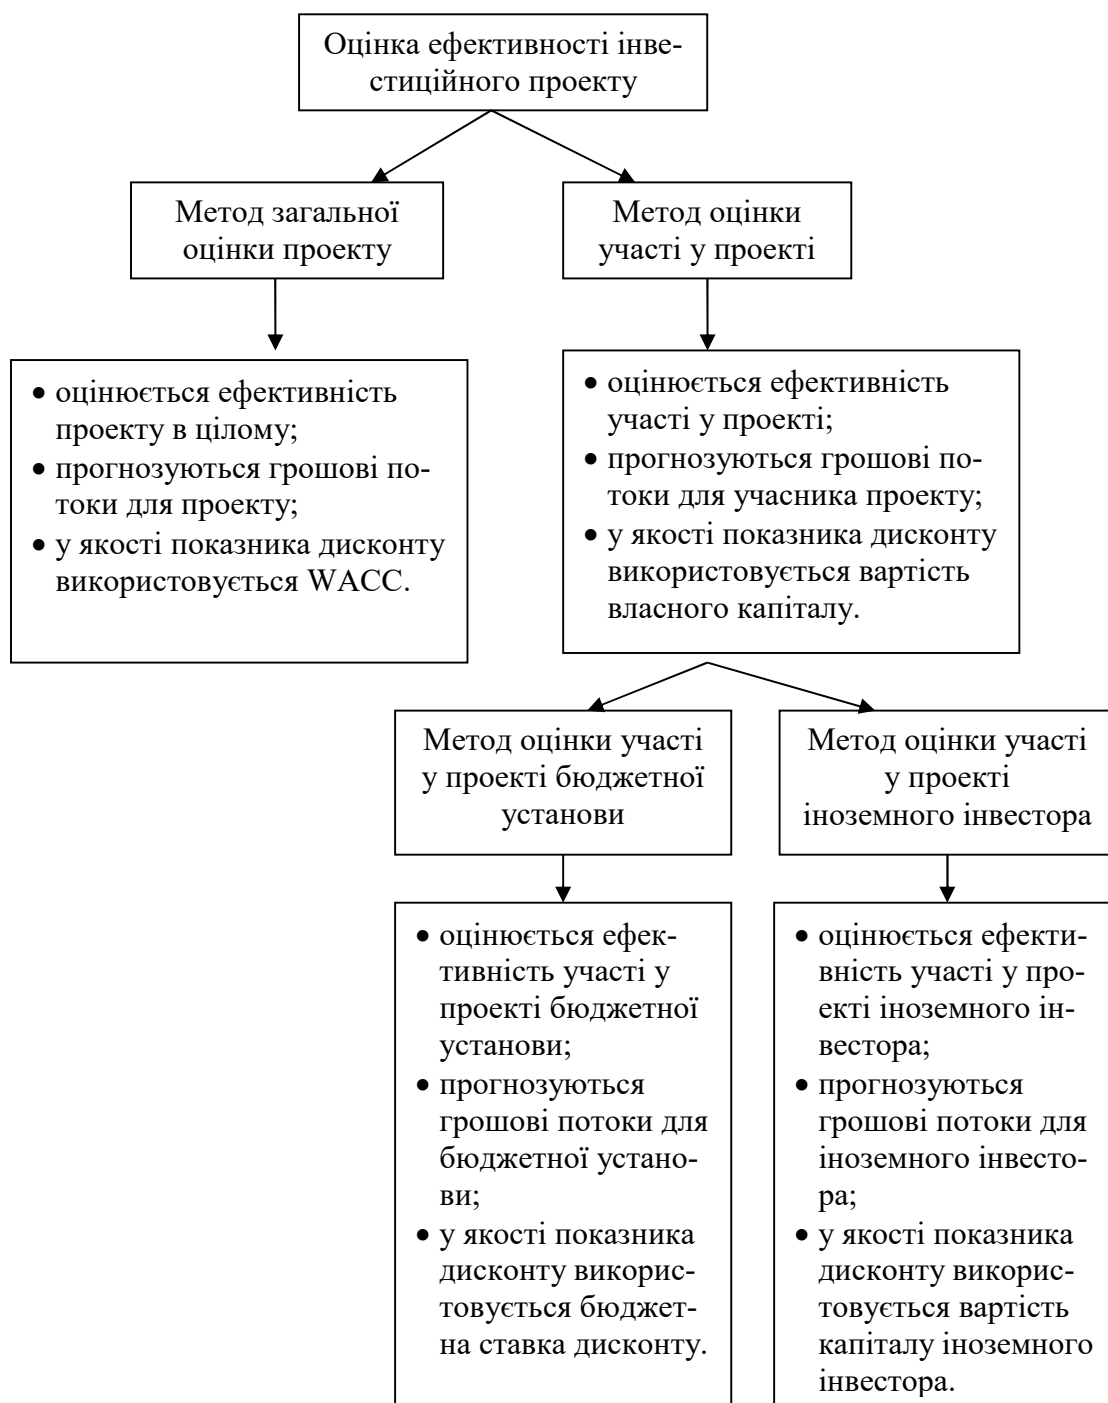 Оцінка ефективності інве-
стиційного проекту
Метод загальної
оцінки проекту
Метод оцінки
участі у проекті
• оцінюється ефективність
проекту в цілому;
• прогнозуються грошові по-
токи для проекту;
• у якості показника дисконту
використовується WACC.
• оцінюється ефективність
участі у проекті;
• прогнозуються грошові по-
токи для учасника проекту;
• у якості показника дисконту
використовується вартість
власного капіталу.
Метод оцінки участі
у проекті бюджетної
установи
Метод оцінки участі
у проекті
іноземного інвестора
• оцінюється ефек-
тивність участі у
проекті бюджетної
установи;
• прогнозуються
грошові потоки для
бюджетної устано-
ви;
• у якості показника
дисконту викорис-
товується бюджет-
на ставка дисконту.
• оцінюється ефекти-
вність участі у про-
екті іноземного ін-
вестора;
• прогнозуються
грошові потоки для
іноземного інвесто-
ра;
• у якості показника
дисконту викорис-
товується вартість
капіталу іноземного
інвестора.